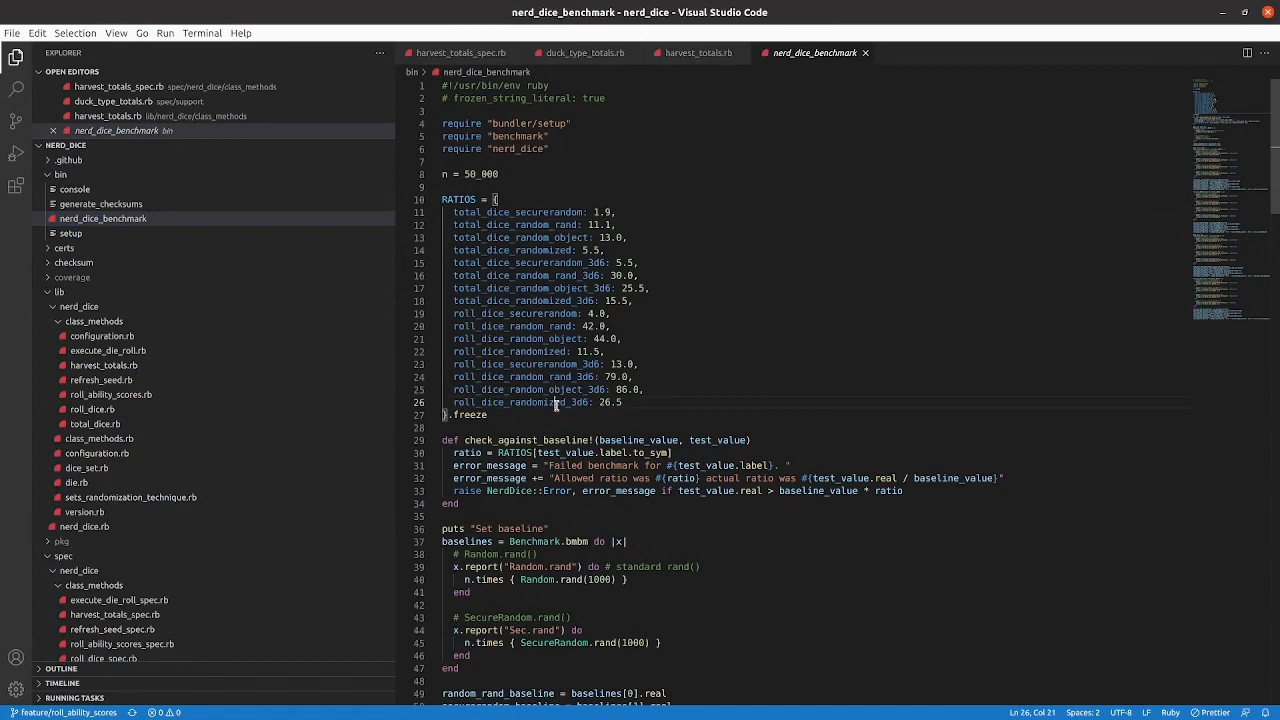 nerd_dice_benchmark - nerd_dice - Visual Studio Code
File Edit Selection View Go Run Terminal Help
EXPLORER
OPEN EDITORS
harvest_totals_spec.rb spec/nerd_dice/class_methods
duck_type_totals.rb spec/support
harvest_totals.rb lib/nerd_dice/class_methods
nerd_dice_benchmark bin
NERD_DICE
.github
bin
console
generate_checksums
nerd_dice_benchmark
setup
certs
checksum
coverage
lib
nerd_dice
class_methods
configuration.rb
execute_die_roll.rb
harvest_totals.rb
refresh_seed.rb
roll_ability_scores.rb
roll_dice.rb
total_dice.rb
class_methods.rb
configuration.rb
dice_set.rb
die.rb
sets_randomization_technique.rb
version.rb
nerd_dice.rb
pkg
spec
nerd_dice
class_methods
execute_die_roll_spec.rb
harvest_totals_spec.rb
refresh_seed_spec.rb
roll_ability_scores_spec.rb
roll_dice_spec.rb
OUTLINE
TIMELINE
RUNNING TASKS
harvest_totals_spec.rb duck_type_totals.rb harvest_totals.rb nerd_dice_benchmark
bin nerd_dice_benchmark
1 #!/usr/bin/env ruby
2 # frozen_string_literal: true
3
4 require "bundler/setup"
5 require "benchmark"
6 require "nerd_dice"
7
8 n = 50_000
9
10 RATIOS = {
11 total_dice_securerandom: 1.9,
12 total_dice_random_rand: 11.1,
13 total_dice_random_object: 13.0,
14 total_dice_randomized: 5.5,
15 total_dice_securerandom_3d6: 5.5,
16 total_dice_random_rand_3d6: 30.0,
17 total_dice_random_object_3d6: 25.5,
18 total_dice_randomized_3d6: 15.5,
19 roll_dice_securerandom: 4.0,
20 roll_dice_random_rand: 42.0,
21 roll_dice_random_object: 44.0,
22 roll_dice_randomized: 11.5,
23 roll_dice_securerandom_3d6: 13.0,
24 roll_dice_random_rand_3d6: 79.0,
25 roll_dice_random_object_3d6: 86.0,
26 roll_dice_randomized_3d6: 26.5
27 }.freeze
28
29 def check_against_baseline!(baseline_value, test_value)
30 ratio = RATIOS[test_value.label.to_sym]
31 error_message = "Failed benchmark for #{test_value.label}. "
32 error_message += "Allowed ratio was #{ratio} actual ratio was #{test_value.real / baseline_value}"
33 raise NerdDice::Error, error_message if test_value.real > baseline_value * ratio
34 end
35
36 puts "Set baseline"
37 baselines = Benchmark.bmbm do |x|
38 # Random.rand()
39 x.report("Random.rand") do # standard rand()
40 n.times { Random.rand(1000) }
41 end
42
43 # SecureRandom.rand()
44 x.report("Sec.rand") do
45 n.times { SecureRandom.rand(1000) }
46 end
47 end
48
49 random_rand_baseline = baselines[0].real
feature/roll_ability_scores 0 0 Ln 26, Col 21 Spaces: 2 UTF-8 LF Ruby Prettier